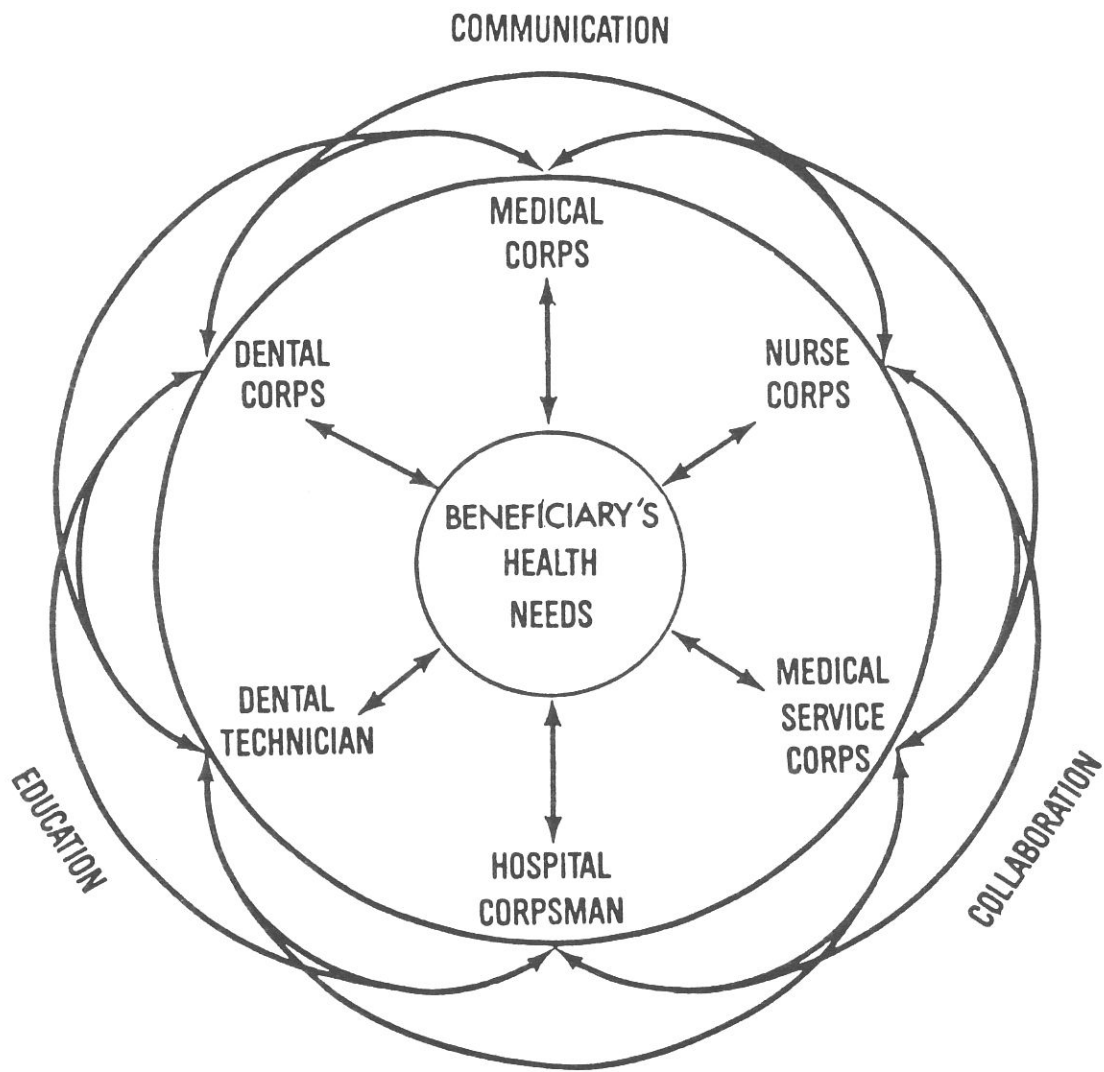 COMMUNICATION
MEDICAL
CORPS
DENTAL
CORPS
NURSE
CORPS
BENEFICIARY'S
HEALTH
NEEDS
DENTAL
TECHNICIAN
MEDICAL
SERVICE
CORPS
HOSPITAL
CORPSMAN
EDUCATION
COLLABORATION